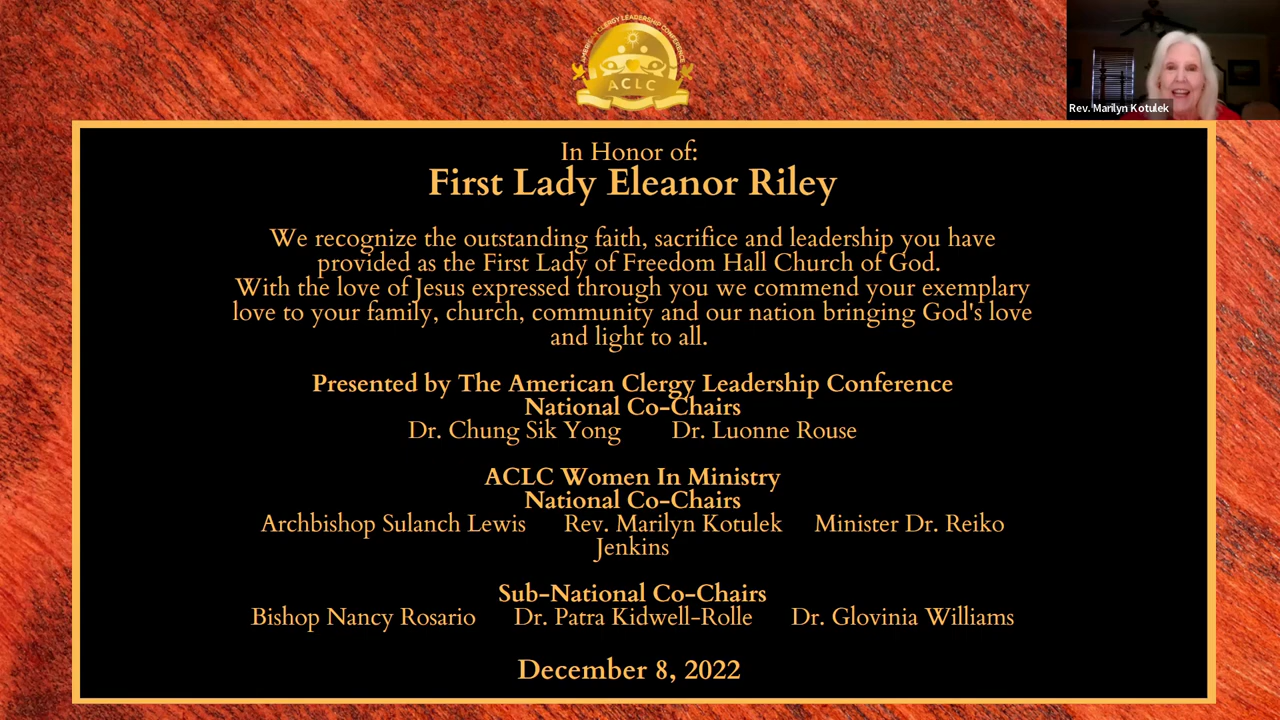 AMERICAN CLERGY LEADERSHIP CONFERENCE
ACLC
Rev. Marilyn Kotulek
In Honor of:
First Lady Eleanor Riley
We recognize the outstanding faith, sacrifice and leadership you have
provided as the First Lady of Freedom Hall Church of God.
With the love of Jesus expressed through you we commend your exemplary
love to your family, church, community and our nation bringing God's love
and light to all.
Presented by The American Clergy Leadership Conference
National Co-Chairs
Dr. Chung Sik Yong Dr. Luonne Rouse
ACLC Women In Ministry
National Co-Chairs
Archbishop Sulanch Lewis Rev. Marilyn Kotulek Minister Dr. Reiko
Jenkins
Sub-National Co-Chairs
Bishop Nancy Rosario Dr. Patra Kidwell-Rolle Dr. Glovinia Williams
December 8, 2022